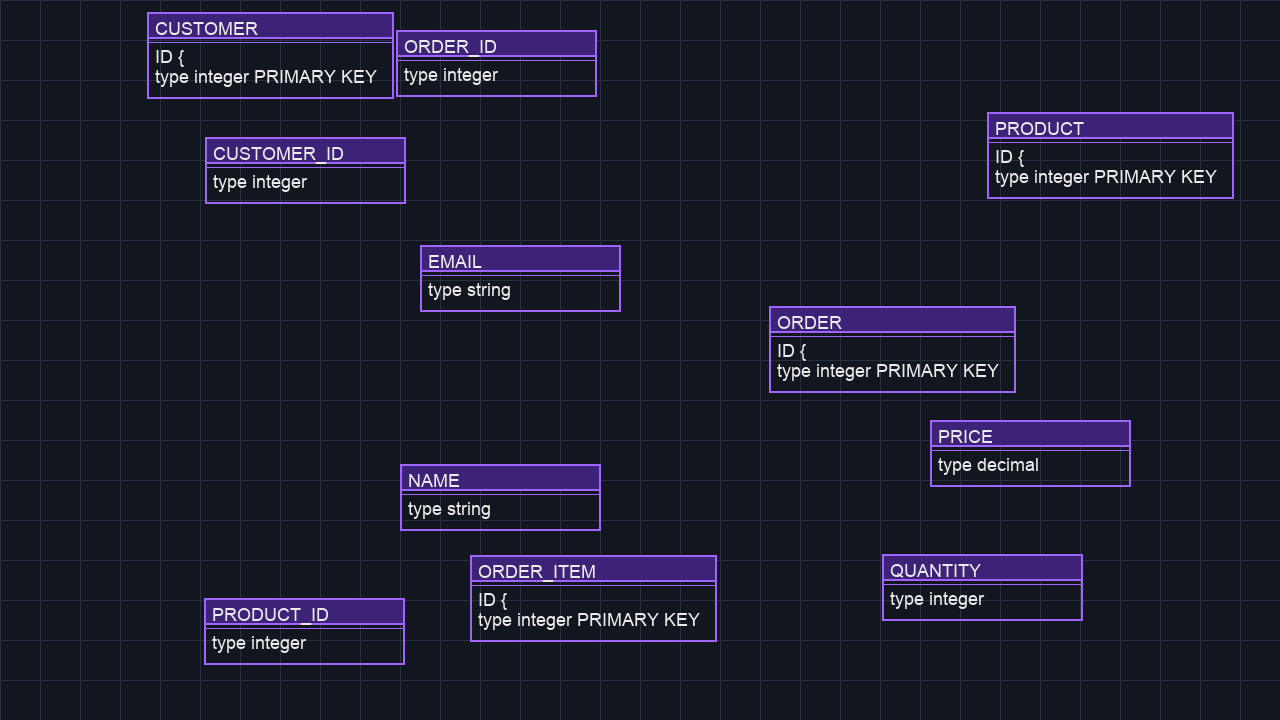 CUSTOMER
ID {
type integer PRIMARY KEY
ORDER_ID
type integer
PRODUCT
ID {
type integer PRIMARY KEY
CUSTOMER_ID
type integer
EMAIL
type string
ORDER
ID {
type integer PRIMARY KEY
PRICE
type decimal
NAME
type string
ORDER_ITEM
ID {
type integer PRIMARY KEY
QUANTITY
type integer
PRODUCT_ID
type integer